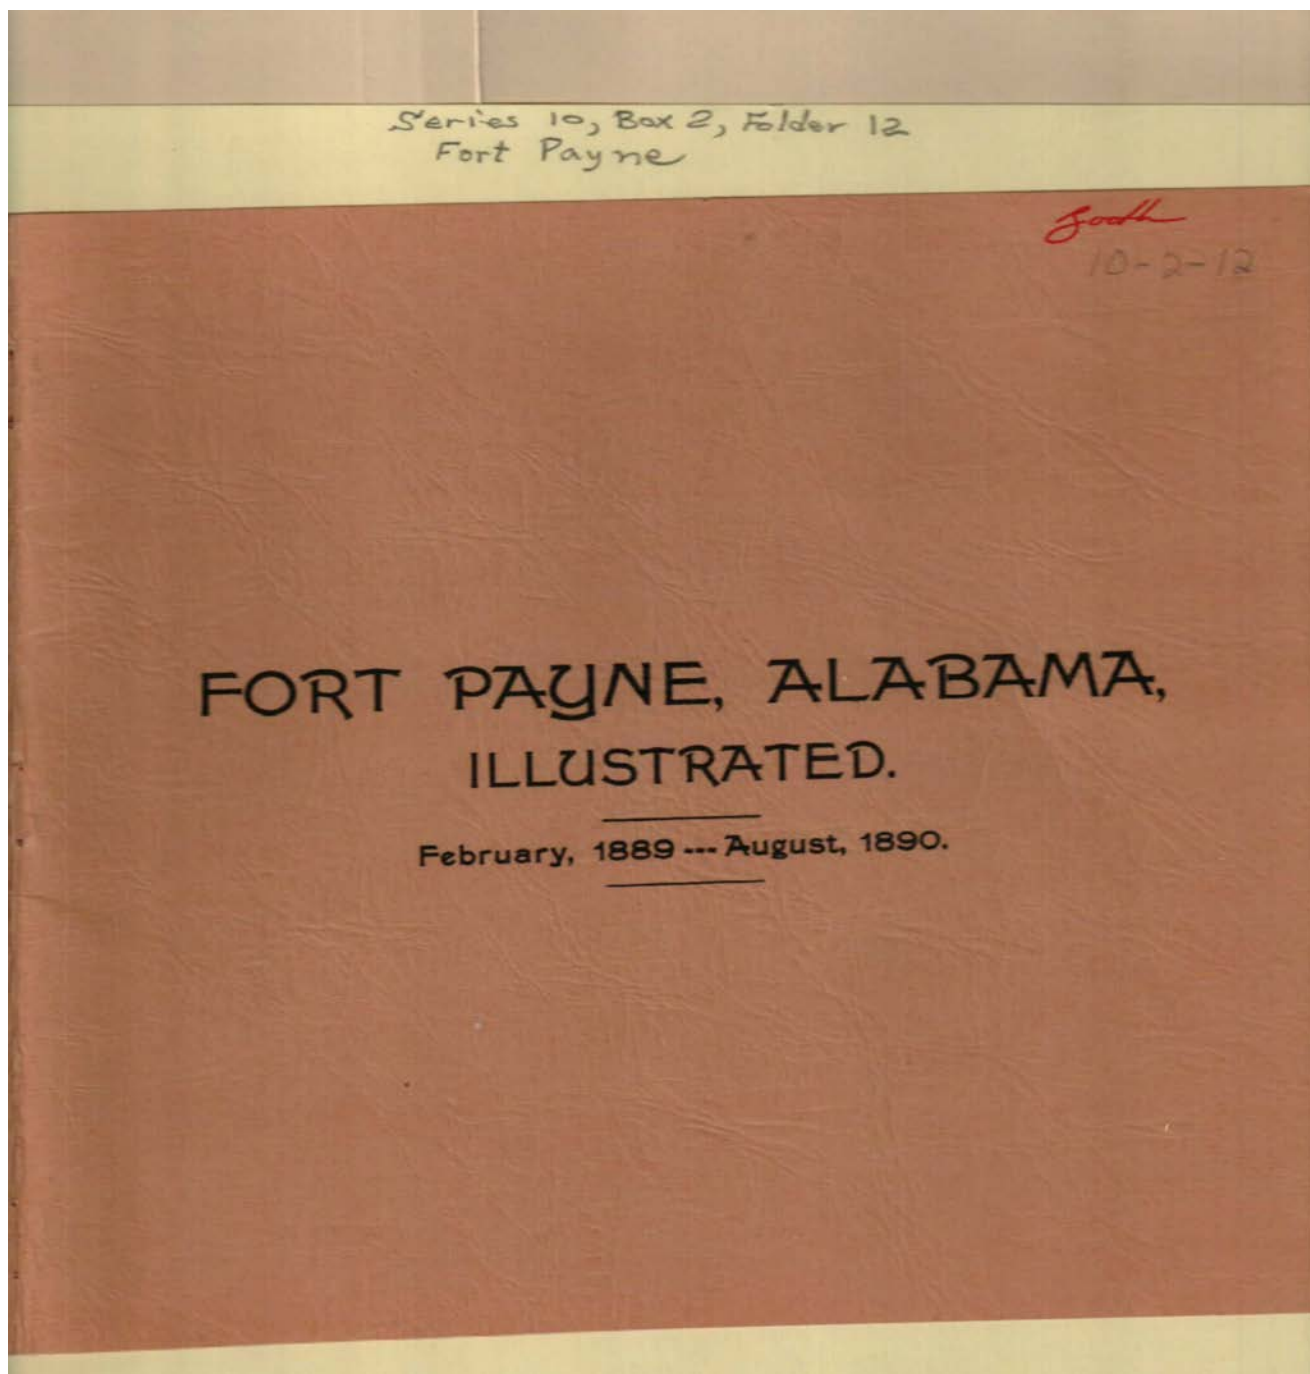 Series 10, Box 2, Folder 12
Fort Payne
10-2-12
FORT PAYNE, ALABAMA,
ILLUSTRATED.
February, 1889 --- August, 1890.